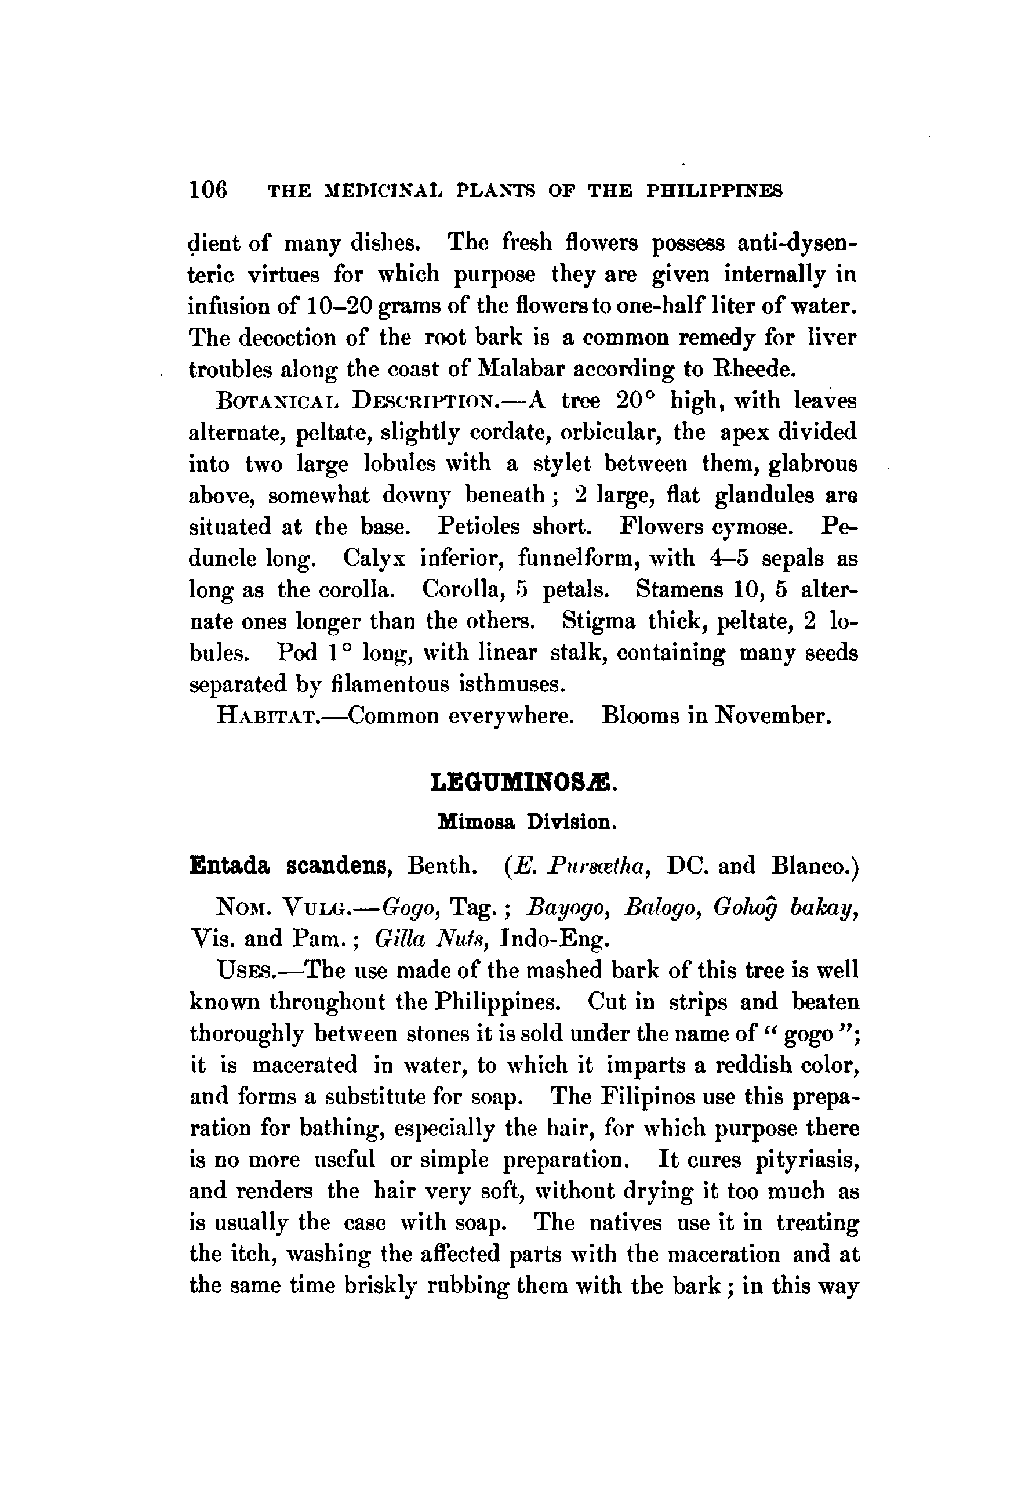 106 THE MEDICINAL PLANTS OF THE PHILIPPINES
dient of many dishes. The fresh flowers possess anti-dysen-
teric virtues for which purpose they are given internally in
infusion of 10–20 grams of the flowers to one-half liter of water.
The decoction of the root bark is a common remedy for liver
troubles along the coast of Malabar according to Rheede.
BOTANICAL DESCRIPTION.—A tree 20° high, with leaves
alternate, peltate, slightly cordate, orbicular, the apex divided
into two large lobules with a stylet between them, glabrous
above, somewhat downy beneath; 2 large, flat glandules are
situated at the base. Petioles short. Flowers cymose. Pe-
duncle long. Calyx inferior, funnelform, with 4–5 sepals as
long as the corolla. Corolla, 5 petals. Stamens 10, 5 alter-
nate ones longer than the others. Stigma thick, peltate, 2 lo-
bules. Pod 1° long, with linear stalk, containing many seeds
separated by filamentous isthmuses.
HABITAT.—Common everywhere. Blooms in November.
LEGUMINOSÆ.
Mimosa Division.
Entada scandens, Benth. (E. Pursœtha, DC. and Blanco.)
NOM. VULG.—Gogo, Tag.; Bayogo, Balogo, Gohog̃ bakay,
Vis. and Pam.; Gilla Nuts, Indo-Eng.
USES.—The use made of the mashed bark of this tree is well
known throughout the Philippines. Cut in strips and beaten
thoroughly between stones it is sold under the name of "gogo";
it is macerated in water, to which it imparts a reddish color,
and forms a substitute for soap. The Filipinos use this prepa-
ration for bathing, especially the hair, for which purpose there
is no more useful or simple preparation. It cures pityriasis,
and renders the hair very soft, without drying it too much as
is usually the case with soap. The natives use it in treating
the itch, washing the affected parts with the maceration and at
the same time briskly rubbing them with the bark; in this way